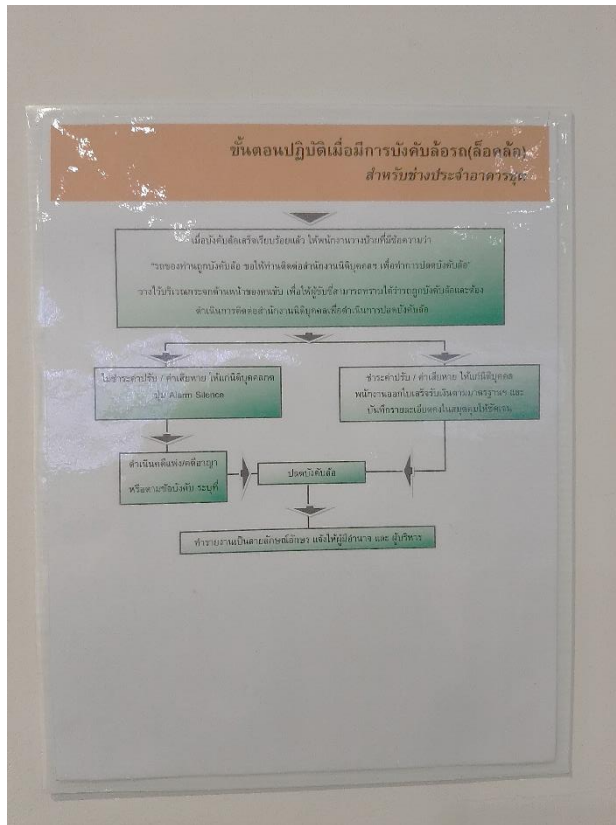 ขั้นตอนปฏิบัติเมื่อมีการบังคับล้อรถ(ล็อคล้อ)
สำหรับช่างประจำอาคารชุด
เมื่อบังคับล้อเสร็จเรียบร้อยแล้ว ให้พนักงานวางป้ายที่มีข้อความว่า
"รถของท่านถูกบังคับล้อ ขอให้ท่านติดต่อสำนักงานนิติบุคคลฯ เพื่อทำการปลดบังคับล้อ"
วางไว้บริเวณกระจกด้านหน้าของคนขับ เพื่อให้ผู้ขับขี่สามารถทราบได้ว่ารถถูกบังคับล้อและต้อง
ดำเนินการติดต่อสำนักงานนิติบุคคลเพื่อดำเนินการปลดบังคับล้อ
ไม่ชำระค่าปรับ / ค่าเสียหาย ให้แก่นิติบุคคลกด
ปุ่ม Alarm Silence
ชำระค่าปรับ / ค่าเสียหาย ให้แก่นิติบุคคล
พนักงานออกใบเสร็จรับเงินตามมาตรฐานฯ และ
บันทึกรายละเอียดลงในสมุดคุมให้ชัดเจน
ดำเนินคดีแพ่ง/คดีอาญา
หรือตามข้อบังคับ ระบุที่
ปลดบังคับล้อ
ทำรายงานเป็นลายลักษณ์อักษร แจ้งให้ผู้มีอำนาจ และ ผู้บริหาร